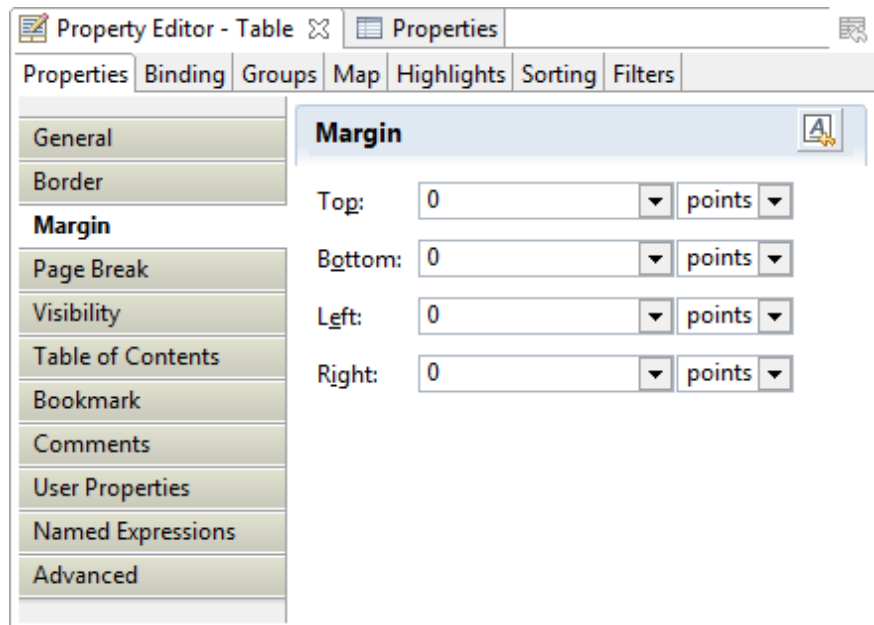 Property Editor - Table Properties
Properties Binding Groups Map Highlights Sorting Filters
General
Border
Margin
Page Break
Visibility
Table of Contents
Bookmark
Comments
User Properties
Named Expressions
Advanced
Margin
Top: 0 points
Bottom: 0 points
Left: 0 points
Right: 0 points